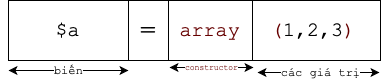 $a = array (1,2,3)
biến constructor các giá trị